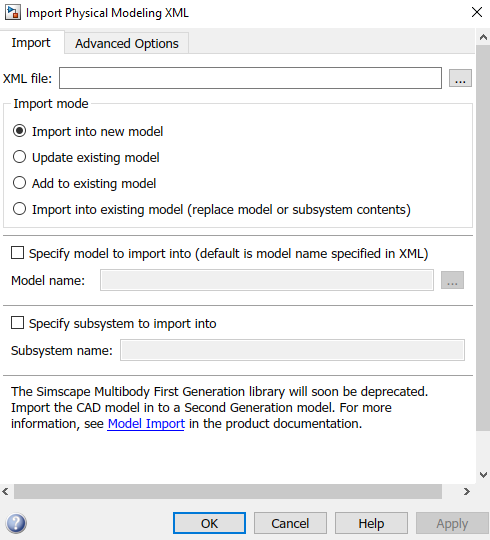 Import Physical Modeling XML
Import
Advanced Options
XML file:
...
Import mode
Import into new model
Update existing model
Add to existing model
Import into existing model (replace model or subsystem contents)
Specify model to import into (default is model name specified in XML)
Model name:
...
Specify subsystem to import into
Subsystem name:
The Simscape Multibody First Generation library will soon be deprecated.
Import the CAD model in to a Second Generation model. For more
information, see Model Import in the product documentation.
?
OK
Cancel
Help
Apply